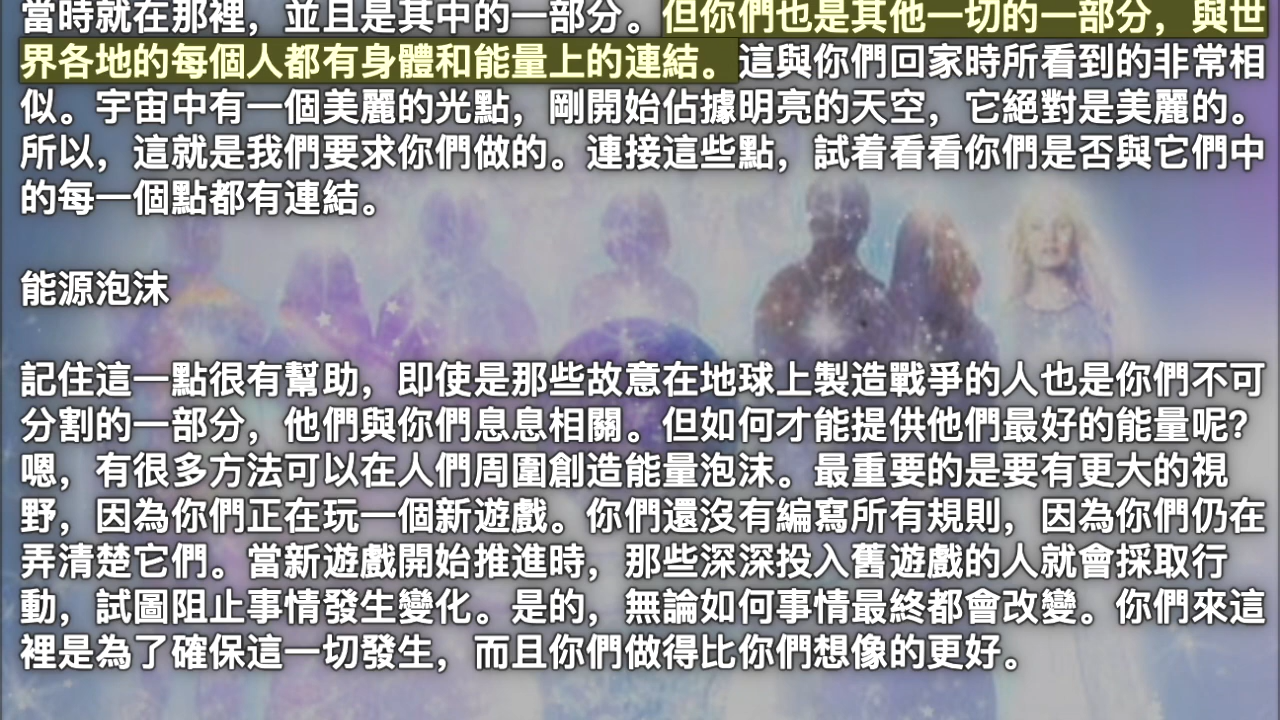 當時就在那裡，並且是其中的一部分。但你們也是其他一切的一部分，與世
界各地的每個人都有身體和能量上的連結。這與你們回家時所看到的非常相
似。宇宙中有一個美麗的光點，剛開始佔據明亮的天空，它絕對是美麗的。
所以，這就是我們要求你們做的。連接這些點，試着看看你們是否與它們中
的每一個點都有連結。
能源泡沫
記住這一點很有幫助，即使是那些故意在地球上製造戰爭的人也是你們不可
分割的一部分，他們與你們息息相關。但如何才能提供他們最好的能量呢？
嗯，有很多方法可以在人們周圍創造能量泡沫。最重要的是要有更大的視
野，因為你們正在玩一個新遊戲。你們還沒有編寫所有規則，因為你們仍在
弄清楚它們。當新遊戲開始推進時，那些深深投入舊遊戲的人就會採取行
動，試圖阻止事情發生變化。是的，無論如何事情最終都會改變。你們來這
裡是為了確保這一切發生，而且你們做得比你們想像的更好。